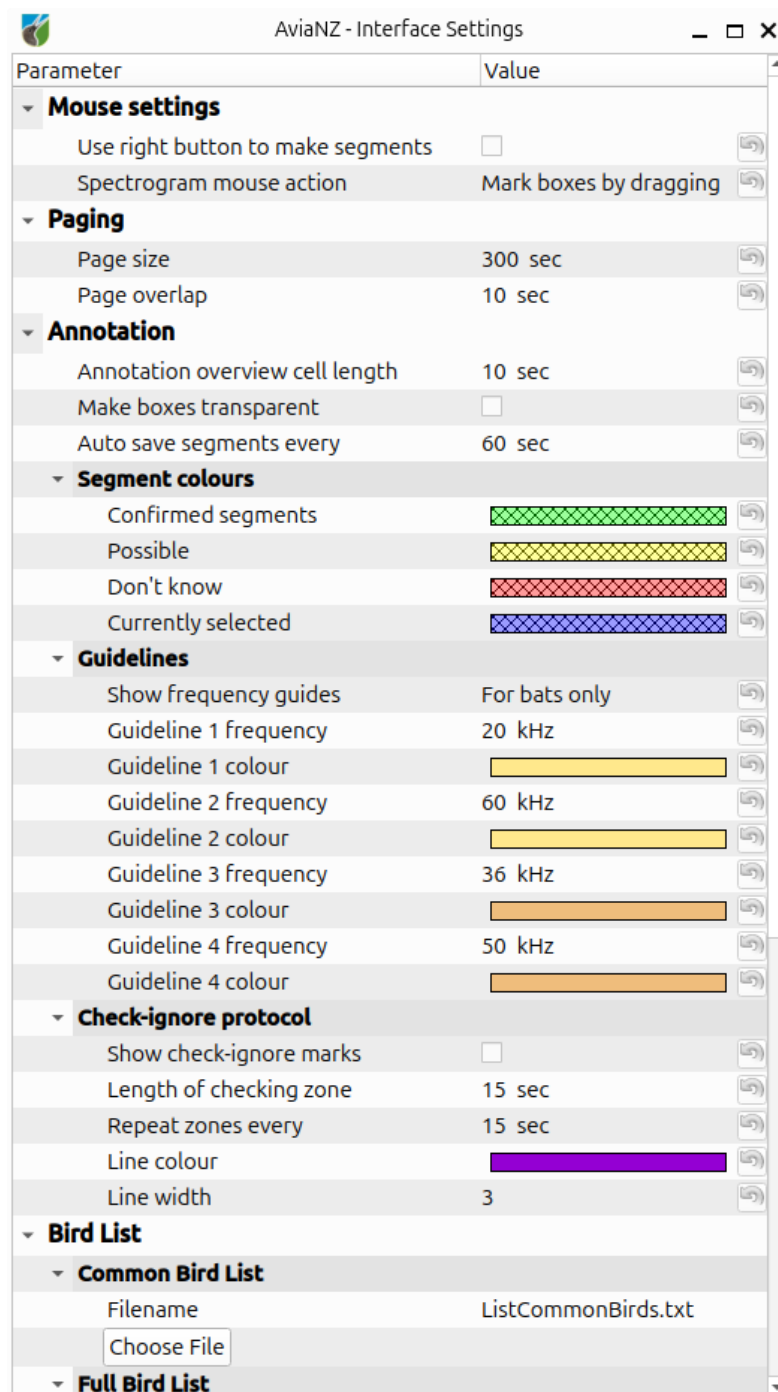 AviaNZ - Interface Settings
Parameter Value
Mouse settings
Use right button to make segments
Spectrogram mouse action Mark boxes by dragging
Paging
Page size 300 sec
Page overlap 10 sec
Annotation
Annotation overview cell length 10 sec
Make boxes transparent
Auto save segments every 60 sec
Segment colours
Confirmed segments
Possible
Don't know
Currently selected
Guidelines
Show frequency guides For bats only
Guideline 1 frequency 20 kHz
Guideline 1 colour
Guideline 2 frequency 60 kHz
Guideline 2 colour
Guideline 3 frequency 36 kHz
Guideline 3 colour
Guideline 4 frequency 50 kHz
Guideline 4 colour
Check-ignore protocol
Show check-ignore marks
Length of checking zone 15 sec
Repeat zones every 15 sec
Line colour
Line width 3
Bird List
Common Bird List
Filename ListCommonBirds.txt
Choose File
Full Bird List